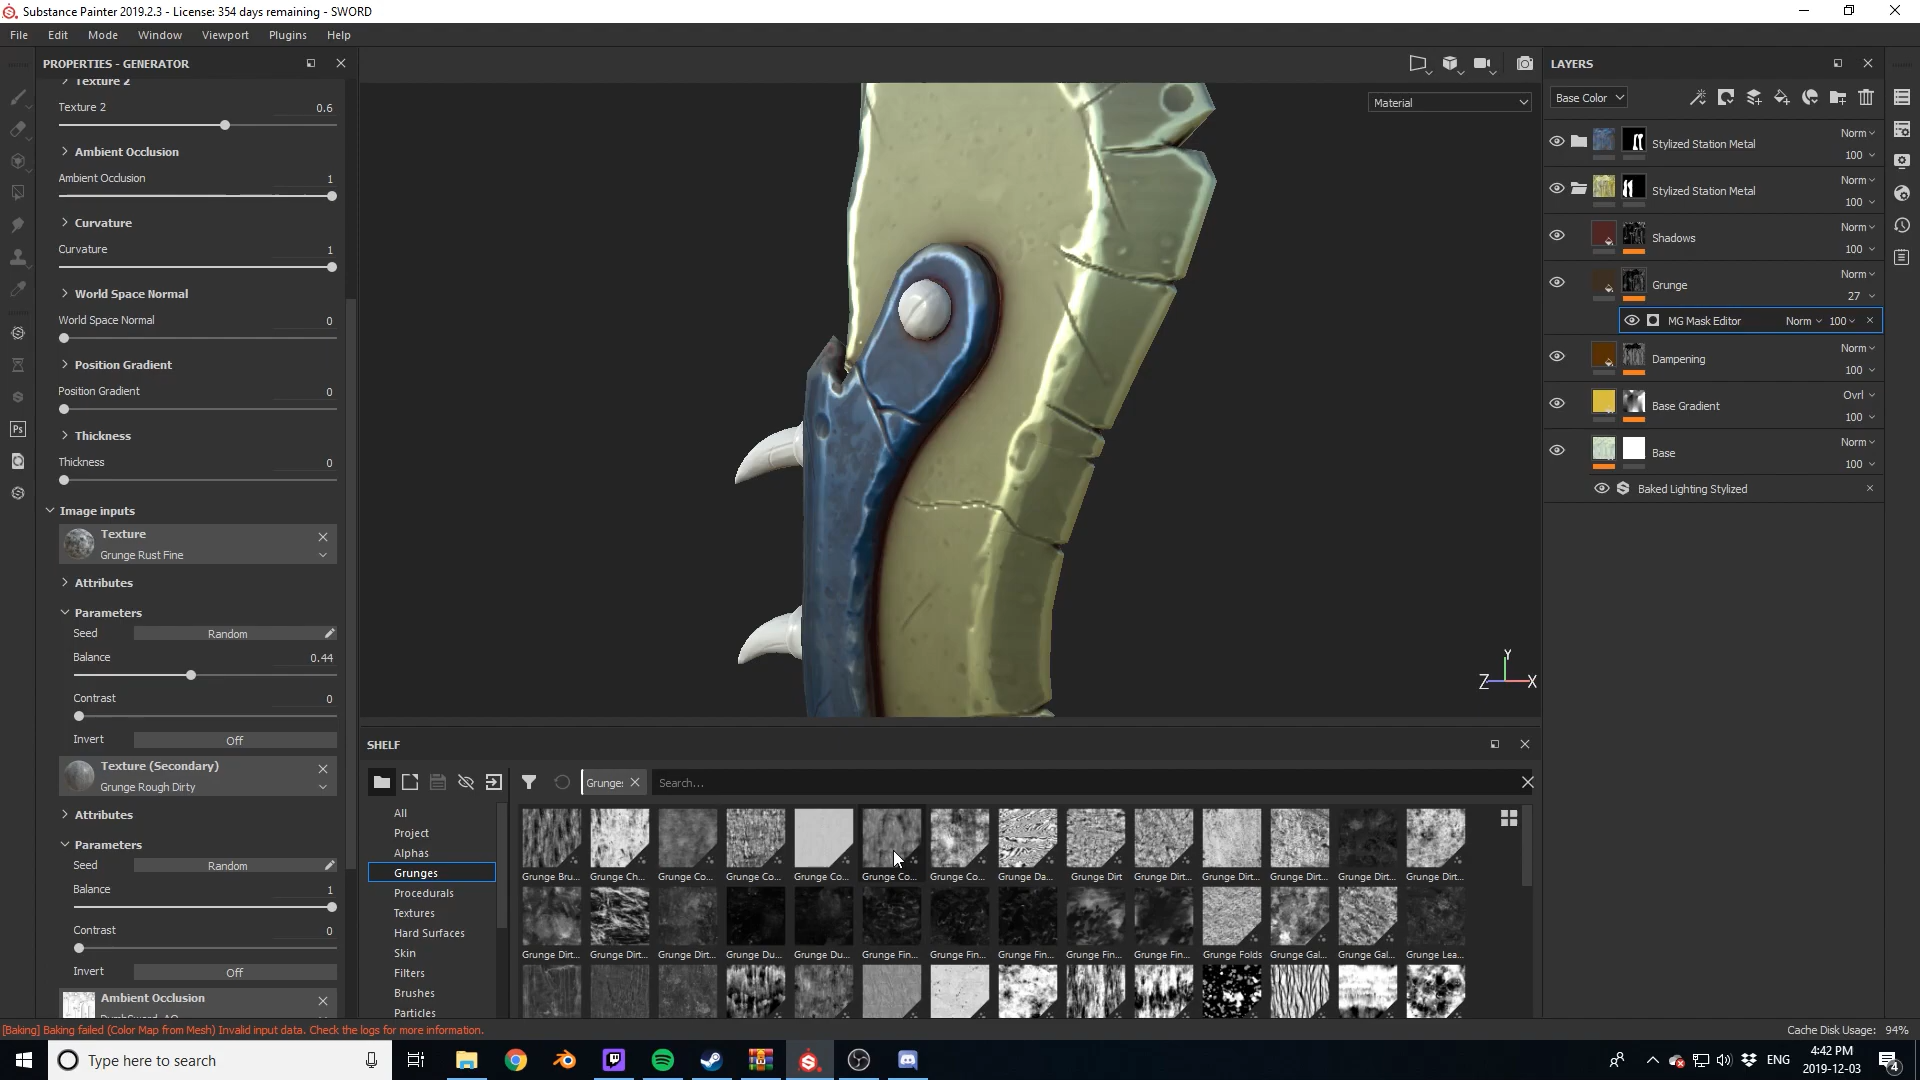 Substance Painter 2019.2.3 - License: 354 days remaining - SWORD
File Edit Mode Window Viewport Plugins Help
PROPERTIES - GENERATOR
Texture 2
Texture 2 0.6
Ambient Occlusion
Ambient Occlusion 1
Curvature
Curvature 1
World Space Normal
World Space Normal 0
Position Gradient
Position Gradient 0
Thickness
Thickness 0
Image inputs
Texture
Grunge Rust Fine
Attributes
Parameters
Seed Random
Balance 0.44
Contrast 0
Invert Off
Texture (Secondary)
Grunge Rough Dirty
Attributes
Parameters
Seed Random
Balance 1
Contrast 0
Invert Off
Ambient Occlusion
Material
Y
Z X
SHELF
Grunge: Search...
All
Project
Alphas
Grunges
Procedurals
Textures
Hard Surfaces
Skin
Filters
Brushes
Particles
Grunge Bru... Grunge Ch... Grunge Co... Grunge Co... Grunge Co... Grunge Co... Grunge Co... Grunge Da... Grunge Dirt Grunge Dirt... Grunge Dirt... Grunge Dirt... Grunge Dirt... Grunge Dirt...
Grunge Dirt... Grunge Dirt... Grunge Dirt... Grunge Du... Grunge Du... Grunge Fin... Grunge Fin... Grunge Fin... Grunge Fin... Grunge Fin... Grunge Folds Grunge Gal... Grunge Gal... Grunge Lea...
LAYERS
Base Color
Stylized Station Metal Norm
100
Stylized Station Metal Norm
100
Shadows Norm
100
Grunge Norm
27
MG Mask Editor Norm 100
Dampening Norm
100
Base Gradient Ovrl
100
Base Norm
100
Baked Lighting Stylized
[Baking] Baking failed (Color Map from Mesh) Invalid input data. Check the logs for more information.
Cache Disk Usage: 94%
Type here to search
Ps
ENG
4:42 PM
2019-12-03
4